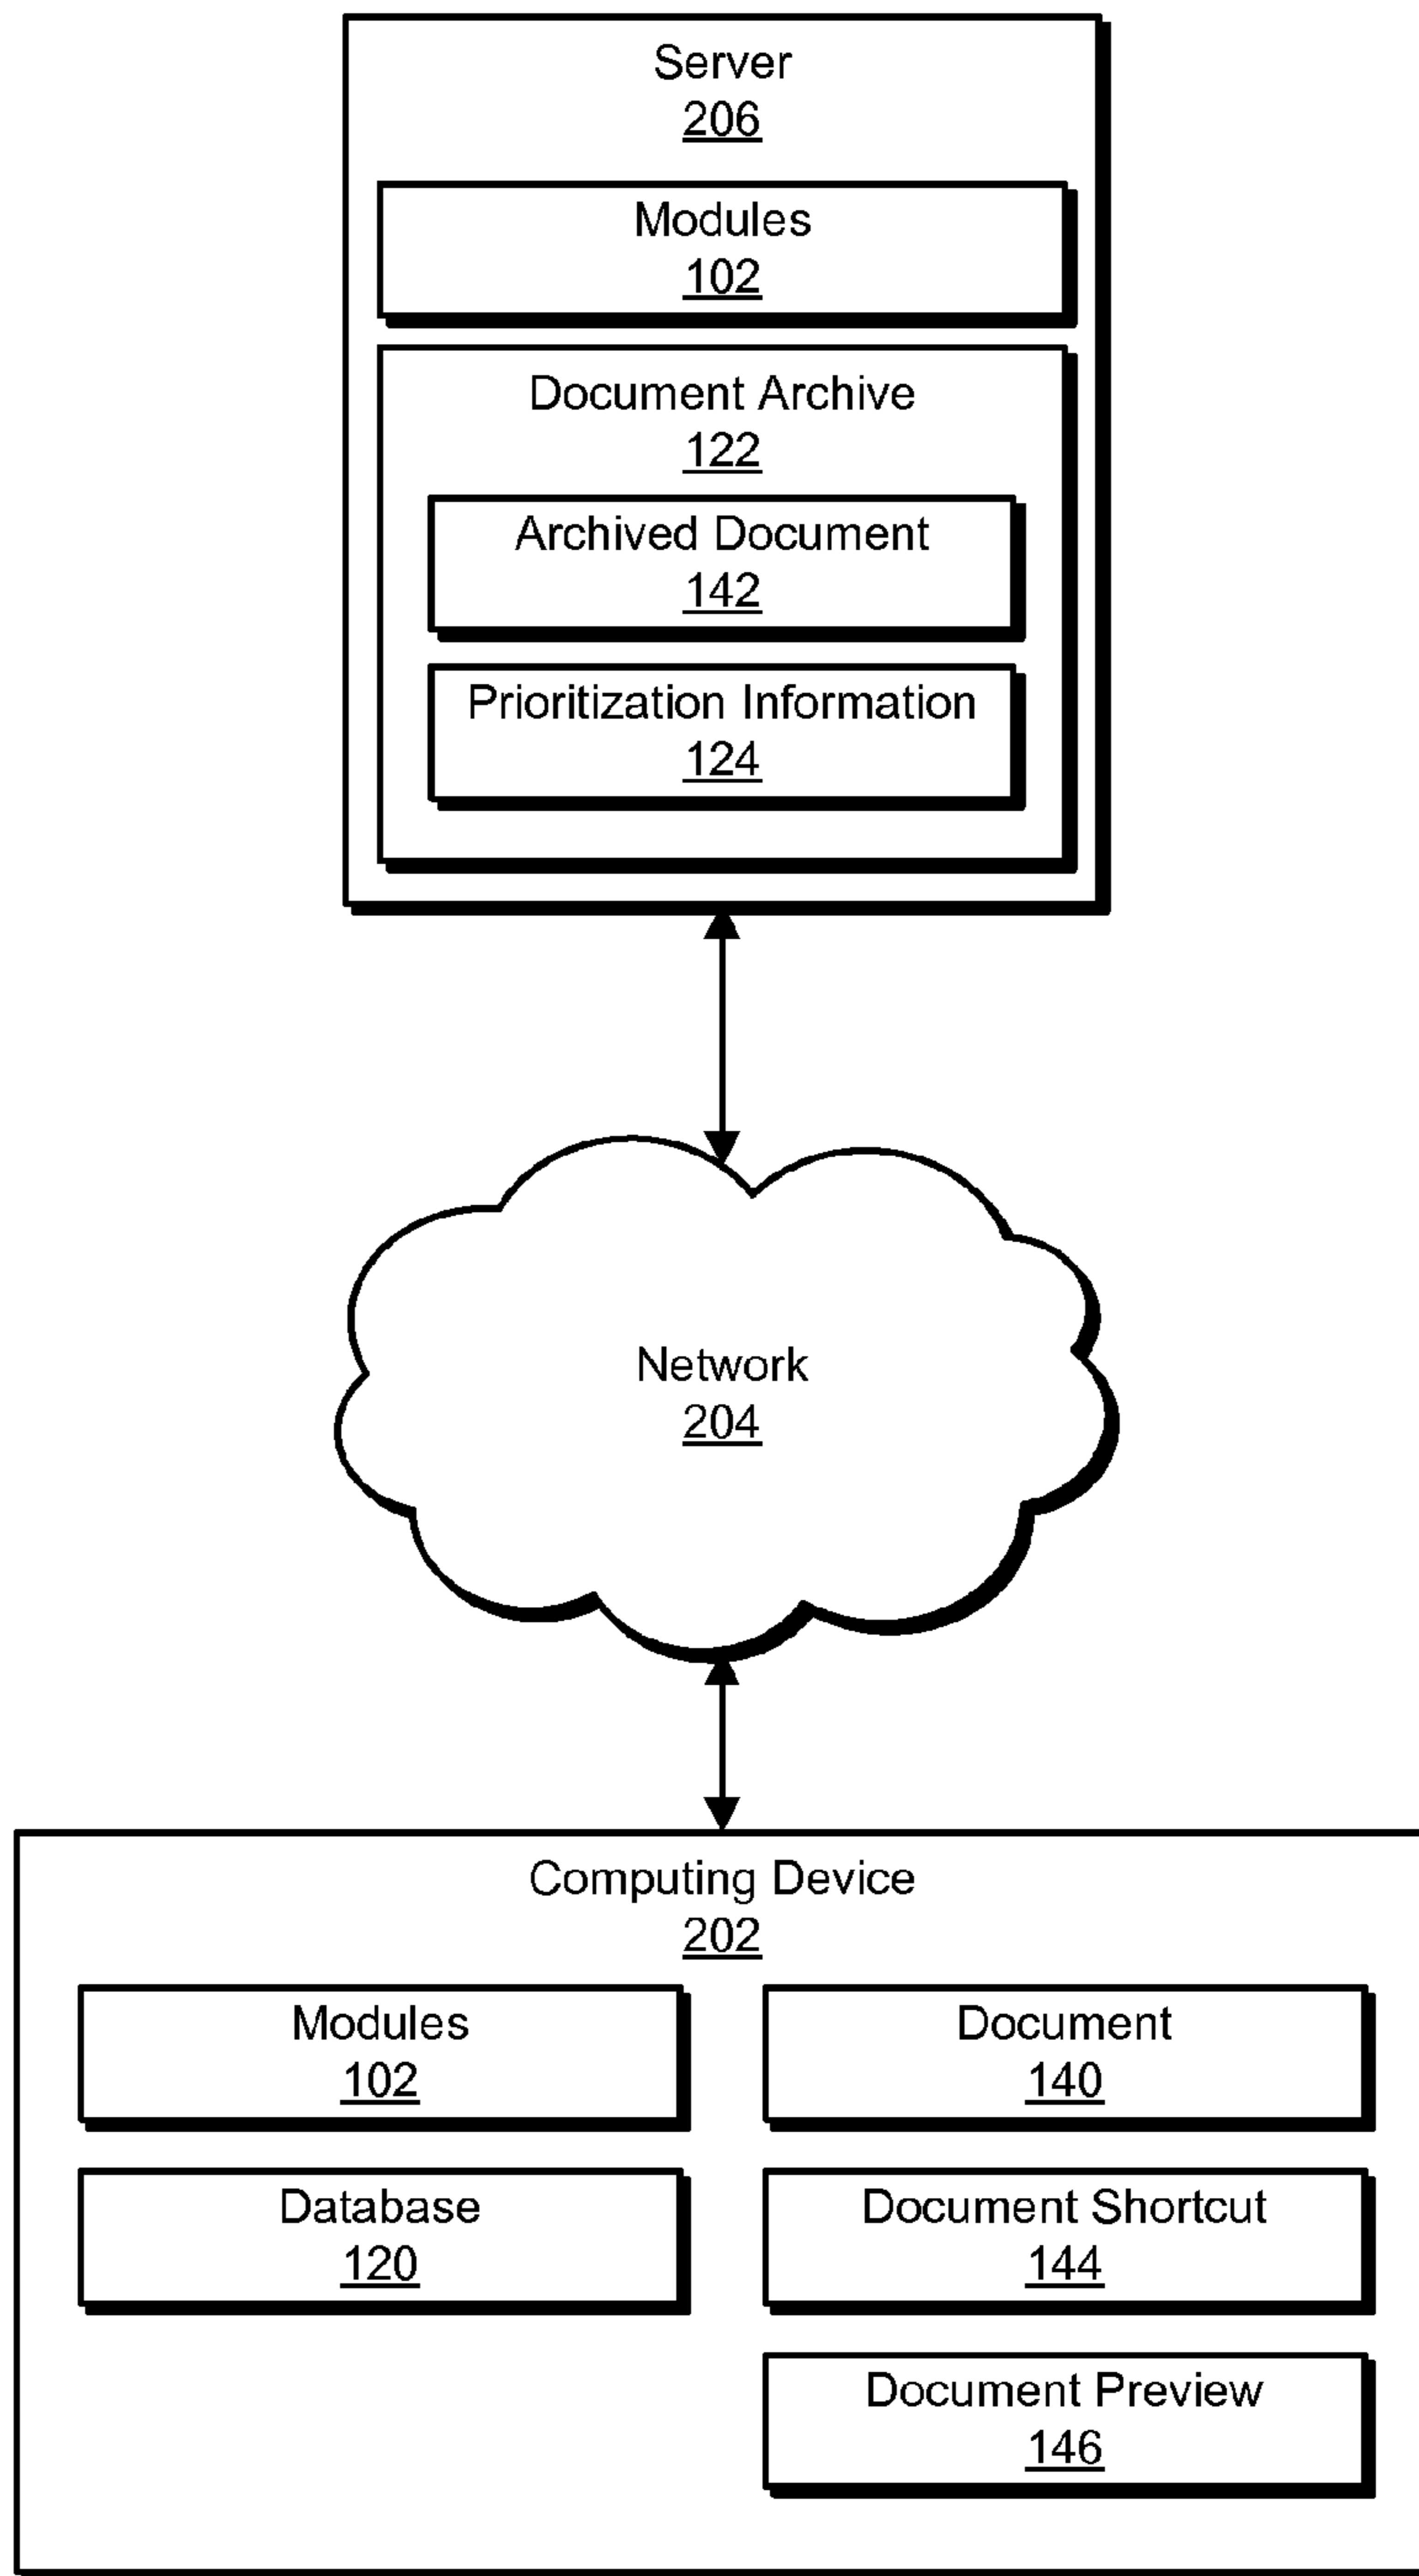 Server
206
Modules
102
Document Archive
122
Archived Document
142
Prioritization Information
124
Network
204
Computing Device
202
Modules
102
Database
120
Document
140
Document Shortcut
144
Document Preview
146